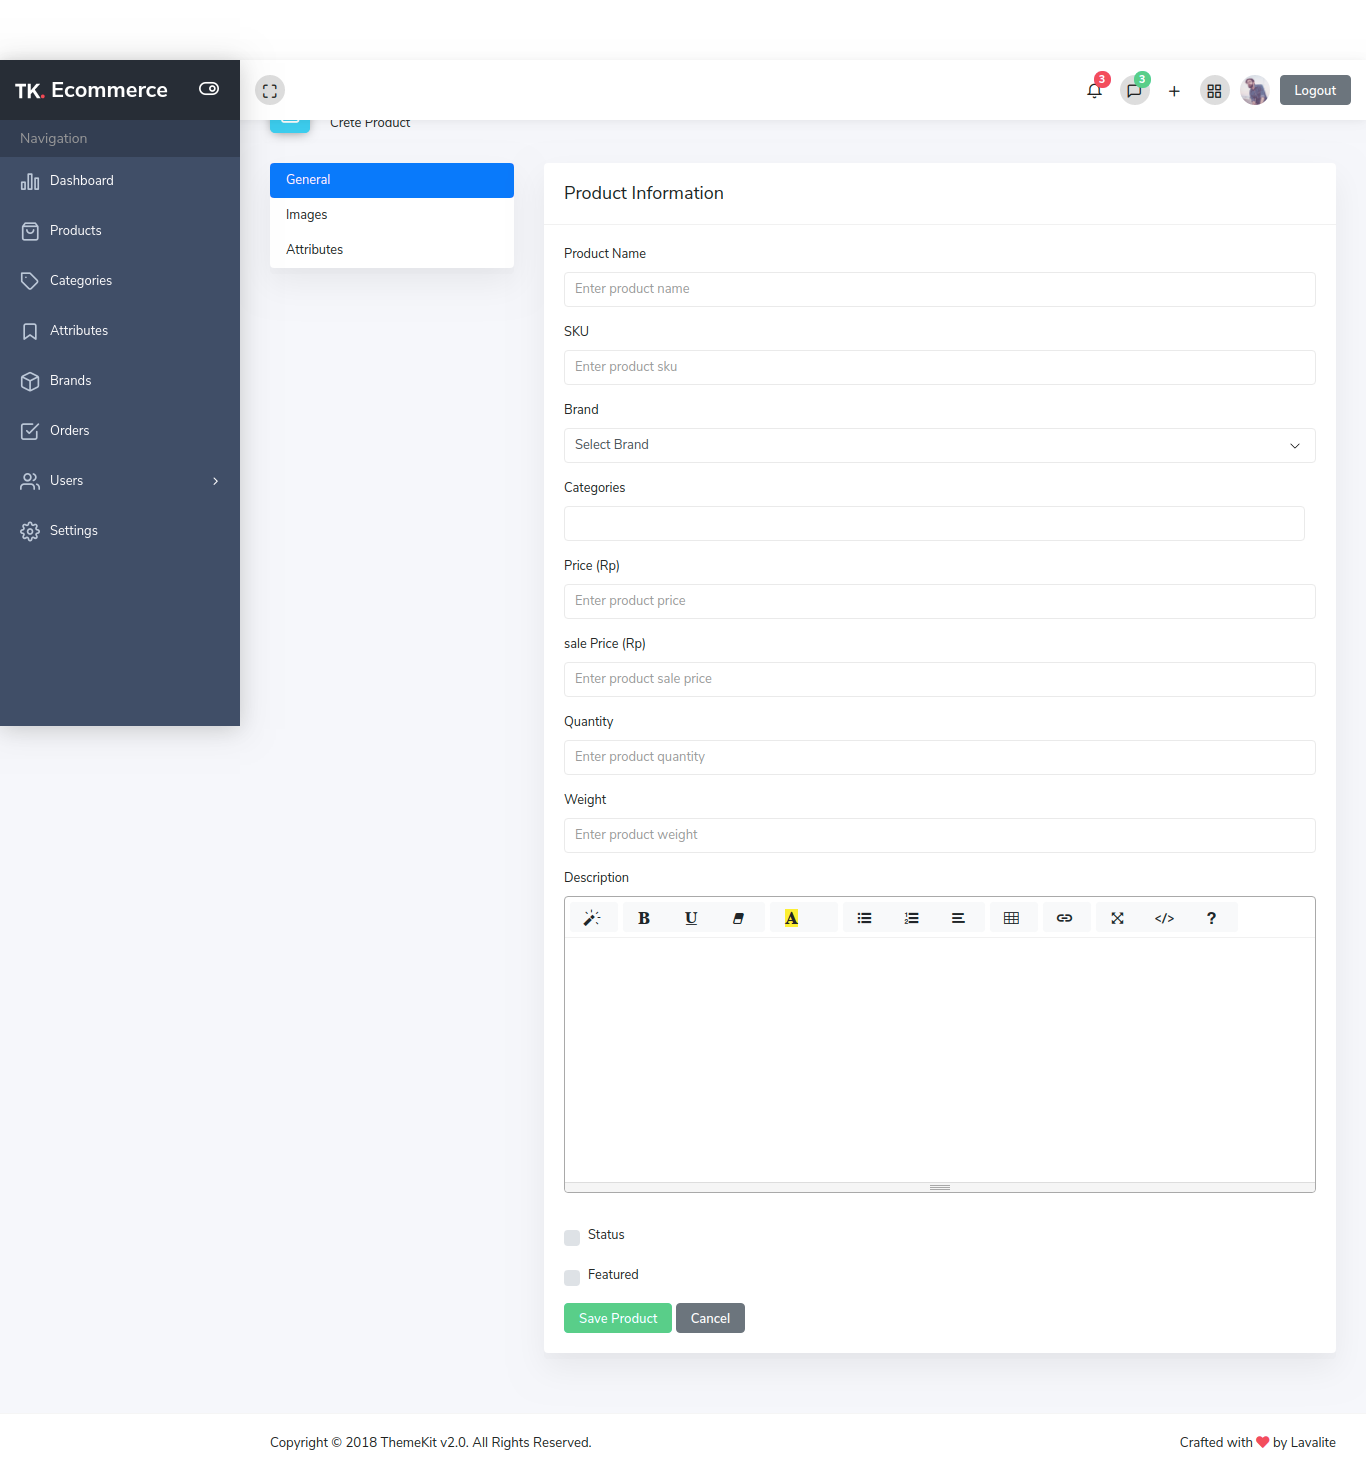 TK. Ecommerce
3
3
Logout
Navigation
Dashboard
Products
Categories
Attributes
Brands
Orders
Users
Settings
Crete Product
General
Images
Attributes
Product Information
Product Name
Enter product name
SKU
Enter product sku
Brand
Select Brand
Categories
Price (Rp)
Enter product price
sale Price (Rp)
Enter product sale price
Quantity
Enter product quantity
Weight
Enter product weight
Description
B U A </> ?
Status
Featured
Save Product Cancel
Copyright © 2018 ThemeKit v2.0. All Rights Reserved.
Crafted with ❤ by Lavalite